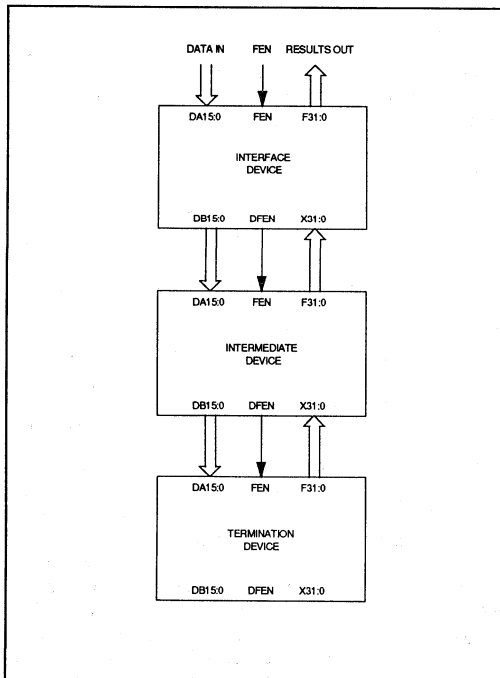 DATA IN FEN RESULTS OUT
DA15:0 FEN F31:0
INTERFACE
DEVICE
DB15:0 DFEN X31:0
DA15:0 FEN F31:0
INTERMEDIATE
DEVICE
DB15:0 DFEN X31:0
DA15:0 FEN F31:0
TERMINATION
DEVICE
DB15:0 DFEN X31:0